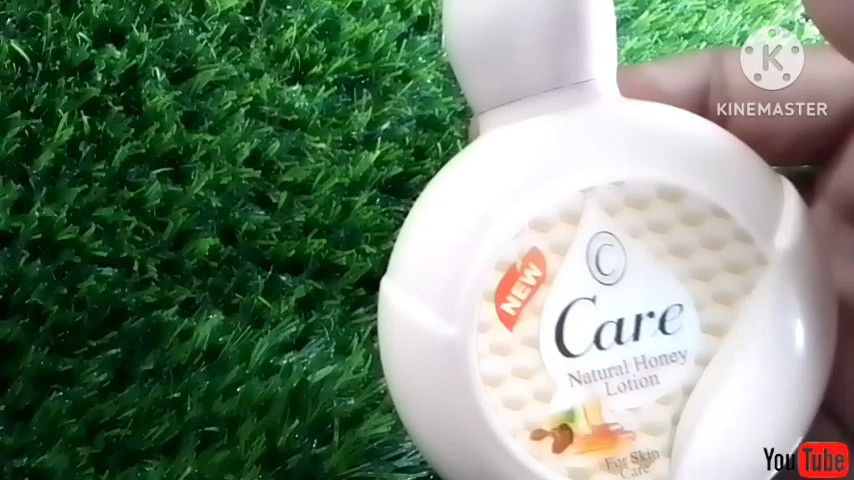 KINEMASTER
NEW
C
Care
Natural Honey
Lotion
For Skin
Care
YouTube